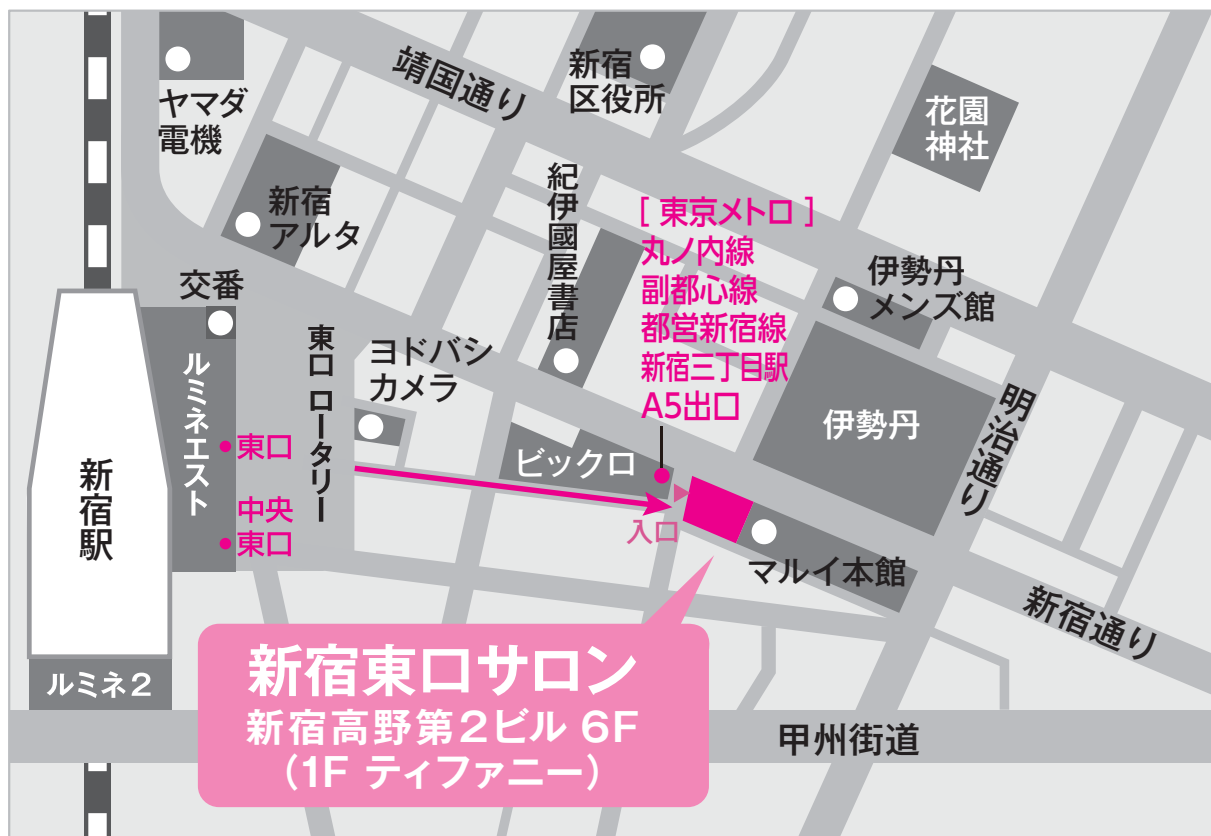 靖国通り
新宿
区役所
ヤマダ
電機
花園
神社
新宿
アルタ
紀伊國屋書店
[ 東京メトロ ]
丸ノ内線
副都心線
都営新宿線
新宿三丁目駅
A5出口
伊勢丹
メンズ館
交番
東口 ロータリー
ヨドバシ
カメラ
ルミネエスト
東口
中央
東口
ビックロ
伊勢丹
明治通り
新宿駅
入口
マルイ本館
新宿通り
ルミネ2
新宿東口サロン
新宿高野第2ビル 6F
(1F ティファニー)
甲州街道